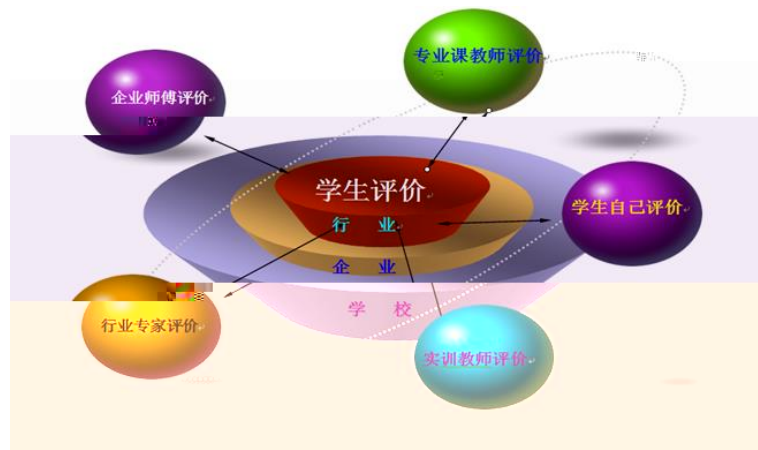 专业课教师评价
企业师傅评价
学生评价
学生自己评价
行 业
企 业
学 校
行业专家评价
实训教师评价